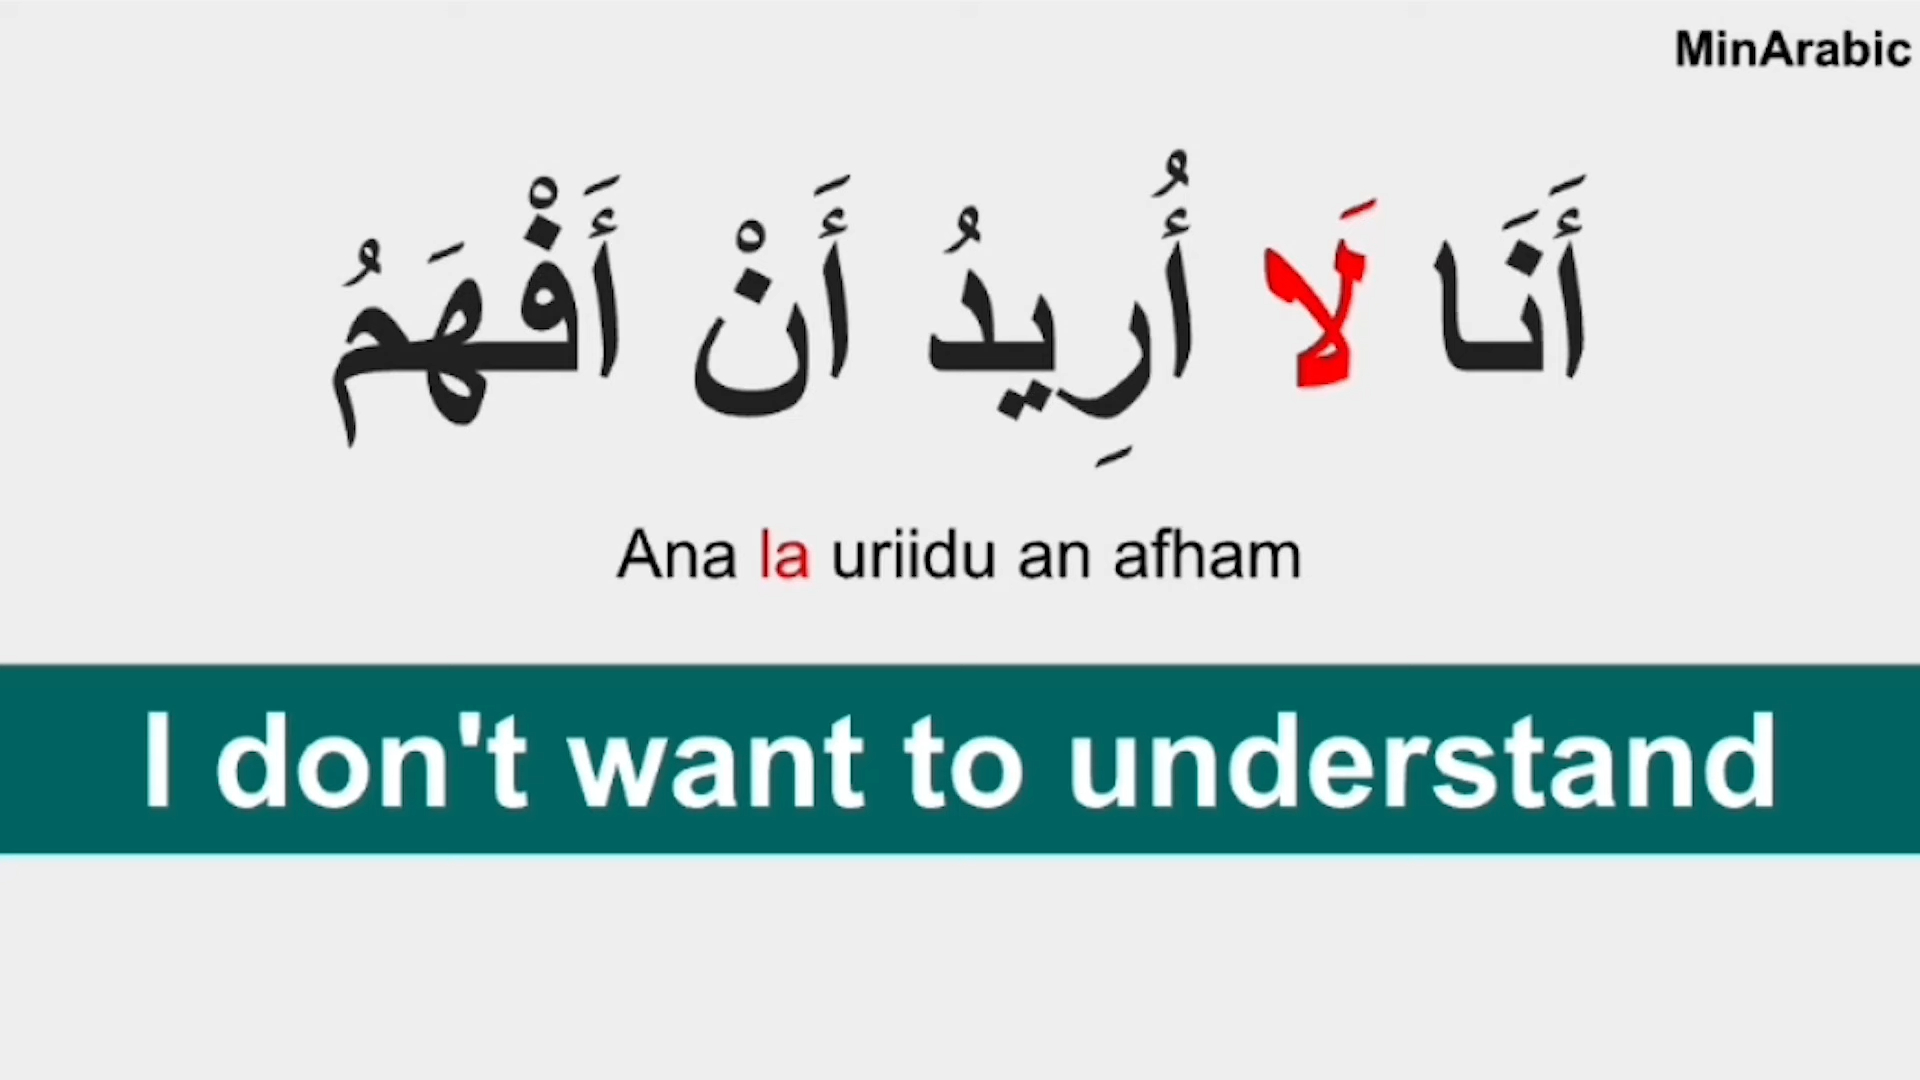 MinArabic
أَنَا لَا أُرِيدُ أَنْ أَفْهَمُ
Ana la uriidu an afham
I don't want to understand